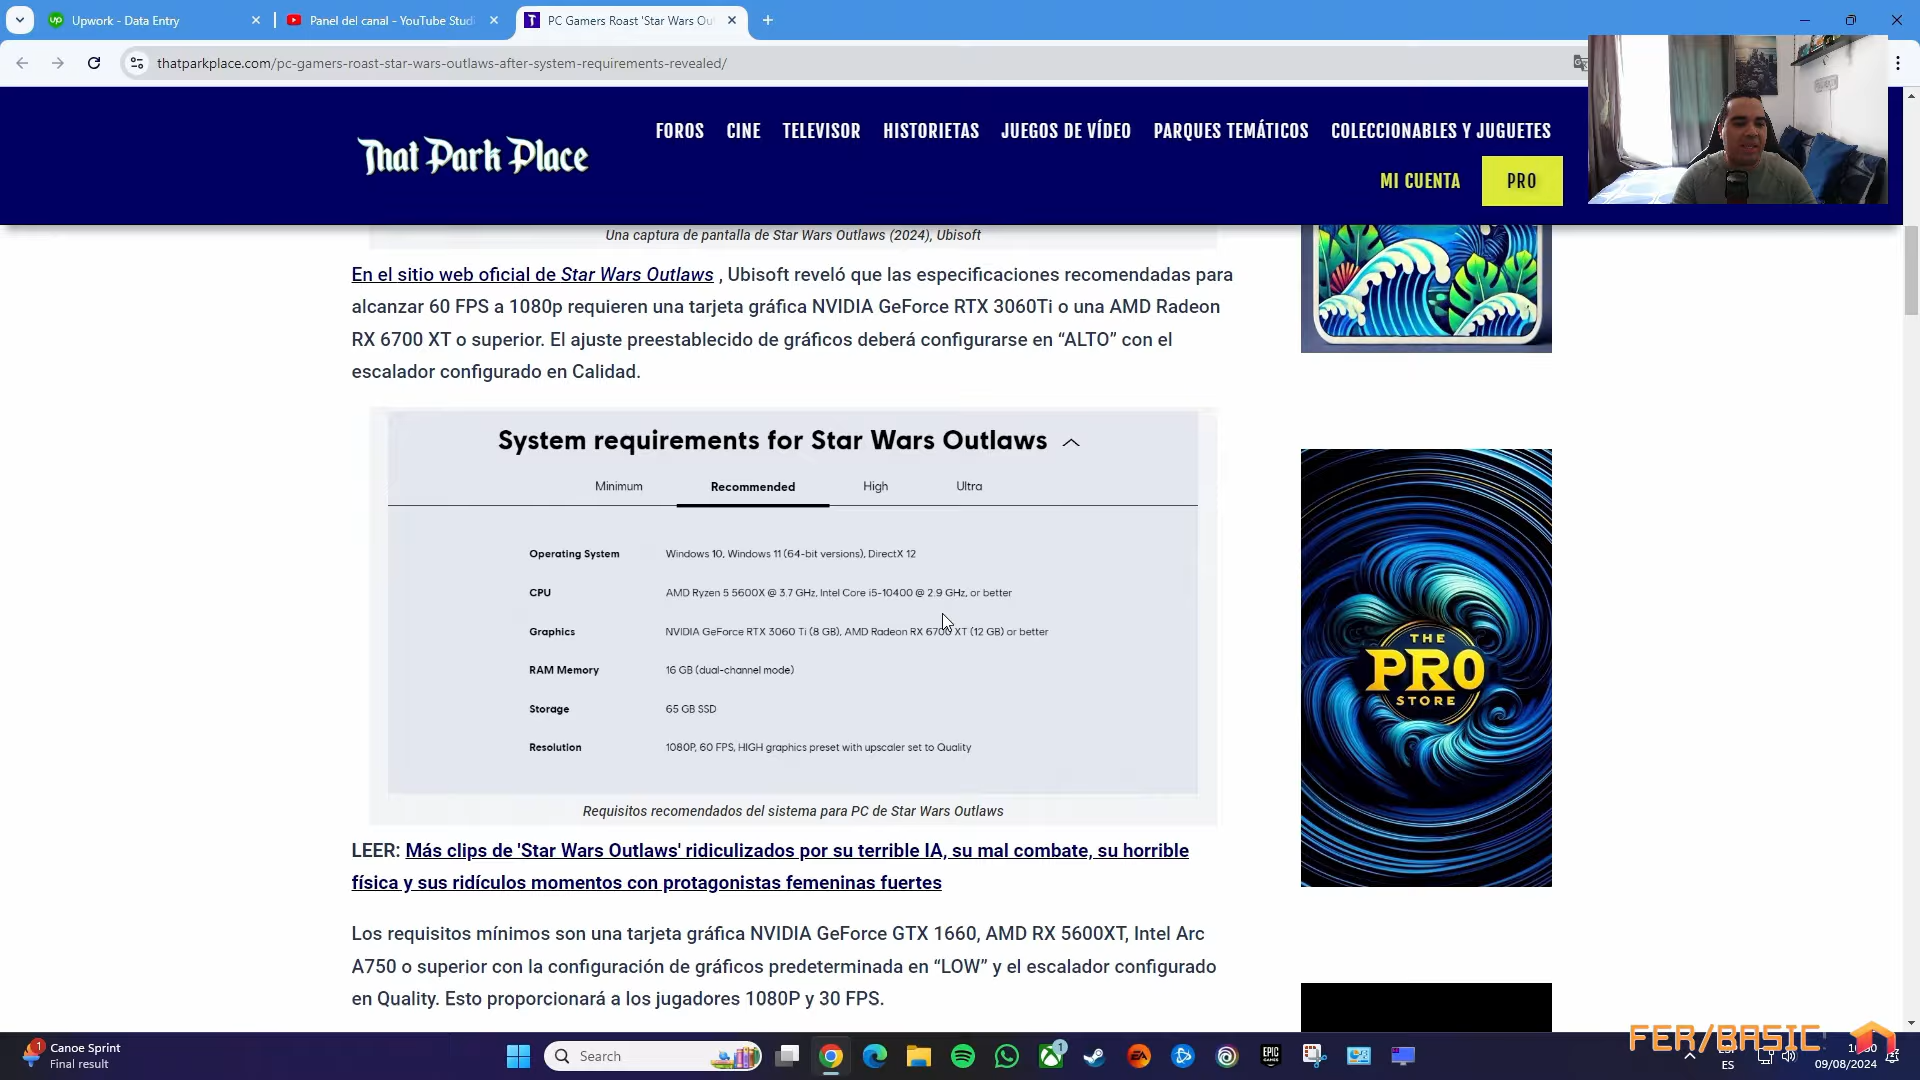 Upwork - Data Entry
Panel del canal - YouTube Stud
PC Gamers Roast 'Star Wars Ou
thatparkplace.com/pc-gamers-roast-star-wars-outlaws-after-system-requirements-revealed/
That Park Place
FOROS CINE TELEVISOR HISTORIETAS JUEGOS DE VÍDEO PARQUES TEMÁTICOS COLECCIONABLES Y JUGUETES
MI CUENTA PRO
Una captura de pantalla de Star Wars Outlaws (2024), Ubisoft
En el sitio web oficial de Star Wars Outlaws , Ubisoft reveló que las especificaciones recomendadas para
alcanzar 60 FPS a 1080p requieren una tarjeta gráfica NVIDIA GeForce RTX 3060Ti o una AMD Radeon
RX 6700 XT o superior. El ajuste preestablecido de gráficos deberá configurarse en “ALTO” con el
escalador configurado en Calidad.
System requirements for Star Wars Outlaws
Minimum Recommended High Ultra
Operating System Windows 10, Windows 11 (64-bit versions), DirectX 12
CPU AMD Ryzen 5 5600X @ 3.7 GHz, Intel Core i5-10400 @ 2.9 GHz, or better
Graphics NVIDIA GeForce RTX 3060 Ti (8 GB), AMD Radeon RX 6700 XT (12 GB) or better
RAM Memory 16 GB (dual-channel mode)
Storage 65 GB SSD
Resolution 1080P, 60 FPS, HIGH graphics preset with upscaler set to Quality
Requisitos recomendados del sistema para PC de Star Wars Outlaws
LEER: Más clips de 'Star Wars Outlaws' ridiculizados por su terrible IA, su mal combate, su horrible
física y sus ridículos momentos con protagonistas femeninas fuertes
Los requisitos mínimos son una tarjeta gráfica NVIDIA GeForce GTX 1660, AMD RX 5600XT, Intel Arc
A750 o superior con la configuración de gráficos predeterminada en “LOW” y el escalador configurado
en Quality. Esto proporcionará a los jugadores 1080P y 30 FPS.
THE
PRO
STORE
1
Canoe Sprint
Final result
Search
1
EA
EPIC
GAMES
FER/BASIC
ES
09/08/2024